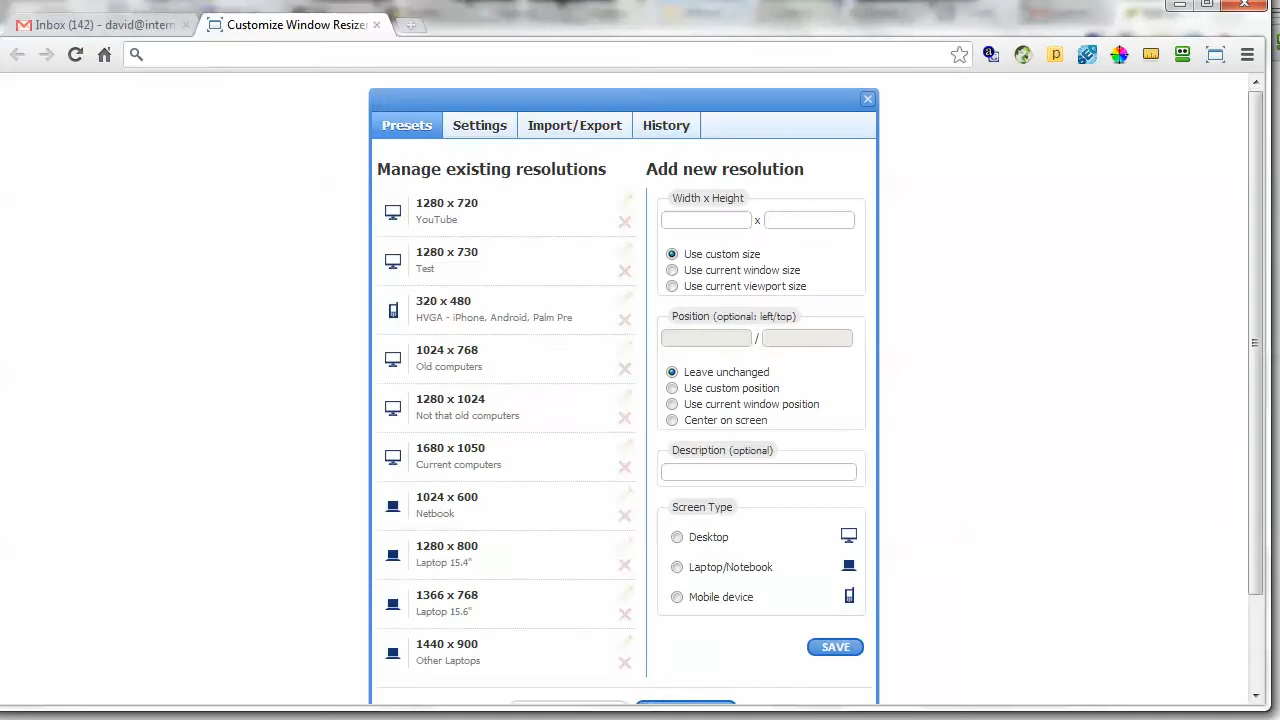 Inbox (142) - david@intern
Customize Window Resizer
Presets
Settings
Import/Export
History
Manage existing resolutions
1280 x 720
YouTube
1280 x 730
Test
320 x 480
HVGA - iPhone, Android, Palm Pre
1024 x 768
Old computers
1280 x 1024
Not that old computers
1680 x 1050
Current computers
1024 x 600
Netbook
1280 x 800
Laptop 15.4"
1366 x 768
Laptop 15.6"
1440 x 900
Other Laptops
Add new resolution
Width x Height
x
Use custom size
Use current window size
Use current viewport size
Position (optional: left/top)
/
Leave unchanged
Use custom position
Use current window position
Center on screen
Description (optional)
Screen Type
Desktop
Laptop/Notebook
Mobile device
SAVE